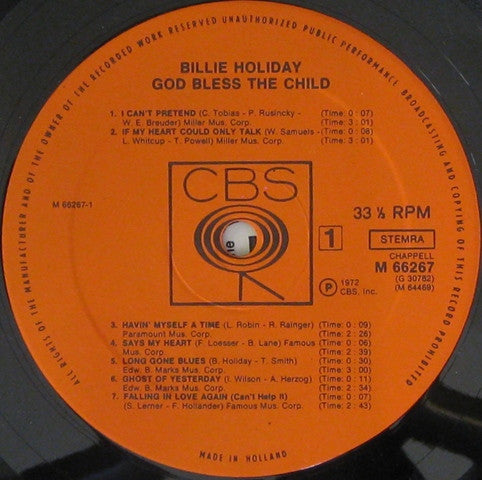 ALL RIGHTS OF THE MANUFACTURER AND OF THE OWNER OF THE RECORDED WORK RESERVED UNAUTHORIZED PUBLIC PERFORMANCE BROADCASTING AND COPYING OF THIS RECORD PROHIBITED
BILLIE HOLIDAY
GOD BLESS THE CHILD
1. I CAN'T PRETEND (C. Tobias - P. Rusincky - (Time: 0 : 07)
W. E. Breuder) Miller Mus. Corp. (Time: 3 : 01)
2. IF MY HEART COULD ONLY TALK (W. Samuels - (Time: 0 : 08)
L. Whitcup - T. Powell) Miller Mus. Corp. (Time: 3 : 01)
CBS
M 66267-1
33 ⅓ RPM
1 STEMRA
CHAPPELL
M 66267
(G 30782)
(M 64469)
P 1972
CBS, Inc.
3. HAVIN' MYSELF A TIME (L. Robin - R. Rainger) (Time: 0 : 09)
Paramount Mus. Corp. (Time: 2 : 26)
4. SAYS MY HEART (F. Loesser - B. Lane) Famous (Time: 0 : 06)
Mus. Corp. (Time: 2 : 39)
5. LONG GONE BLUES (B. Holiday - T. Smith) (Time: 0 : 30)
Edw. B. Marks Mus. Corp. (Time: 3 : 00)
6. GHOST OF YESTERDAY (I. Wilson - A. Herzog) (Time: 0 : 11)
Edw. B. Marks Mus. Corp. (Time: 2 : 34)
7. FALLING IN LOVE AGAIN (Can't Help it) (Time: 0 : 07)
(S. Lerner - F. Hollander) Famous Mus. Corp. (Time: 2 : 43)
MADE IN HOLLAND